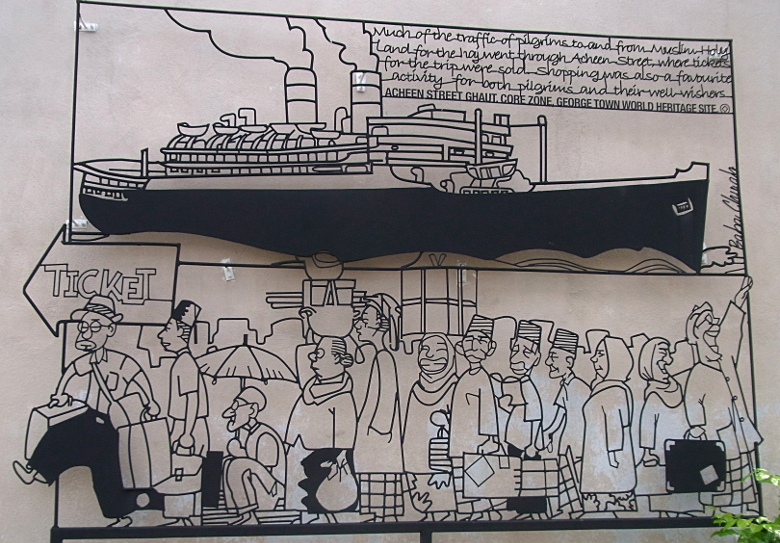 Much of the traffic of pilgrims to and from Muslim Holy
Land for the haj went through Acheen Street, where tickets
for the trip were sold. Shopping was also a favourite
activity for both pilgrims and their well-wishers.
ACHEEN STREET GHAUT, CORE ZONE, GEORGE TOWN WORLD HERITAGE SITE. ©
Baba Chuah
TICKET